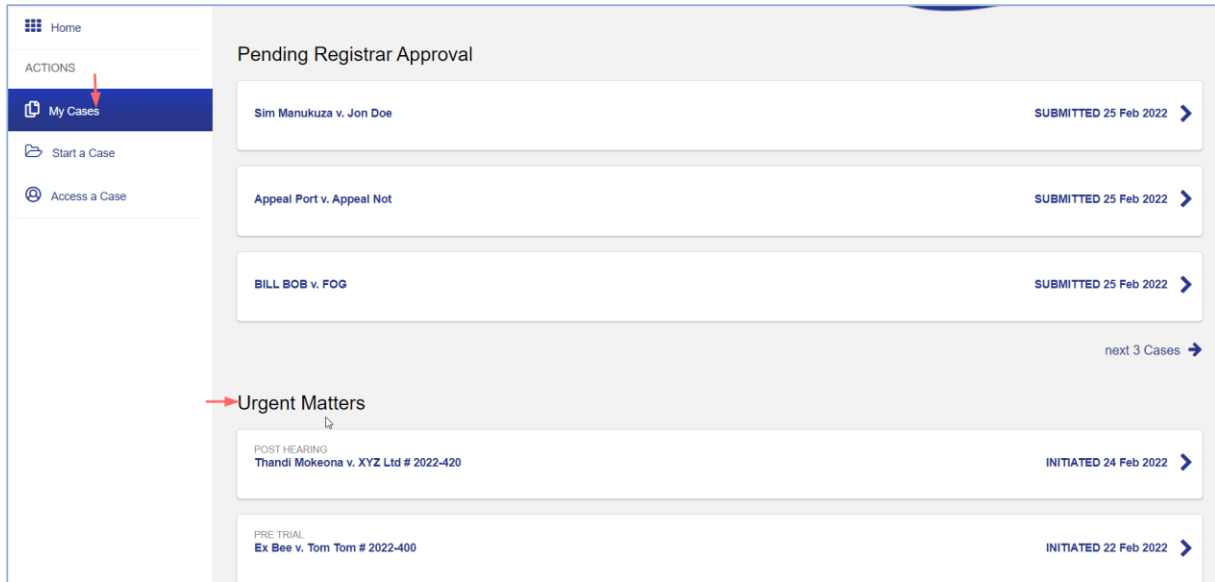 Home
ACTIONS
My Cases
Start a Case
Access a Case
Pending Registrar Approval
Sim Manukuza v. Jon Doe
SUBMITTED 25 Feb 2022
Appeal Port v. Appeal Not
SUBMITTED 25 Feb 2022
BILL BOB v. FOG
SUBMITTED 25 Feb 2022
next 3 Cases
Urgent Matters
POST HEARING
Thandi Mokeona v. XYZ Ltd # 2022-420
INITIATED 24 Feb 2022
PRE TRIAL
Ex Bee v. Tom Tom # 2022-400
INITIATED 22 Feb 2022